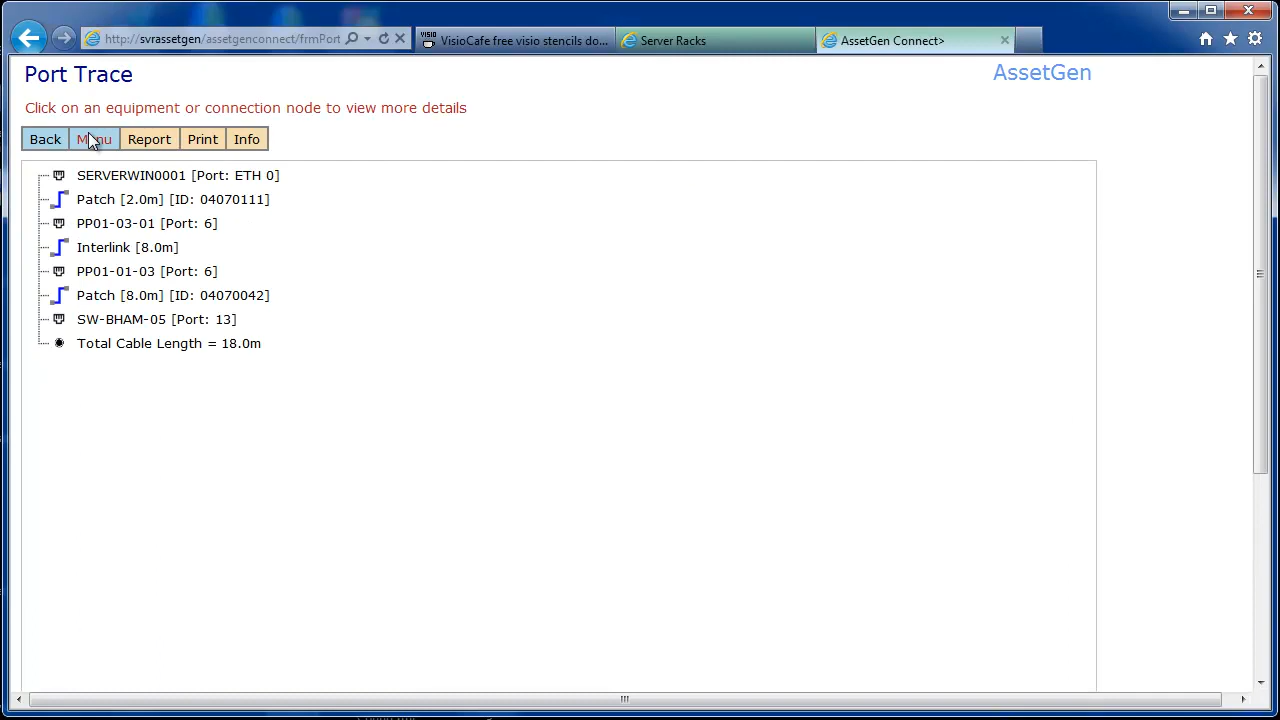 http://svrassetgen/assetgenconnect/frmPort
VisioCafe free visio stencils do...
Server Racks
AssetGen Connect>
Port Trace
AssetGen
Click on an equipment or connection node to view more details
Back Menu Report Print Info
SERVERWIN0001 [Port: ETH 0]
Patch [2.0m] [ID: 04070111]
PP01-03-01 [Port: 6]
Interlink [8.0m]
PP01-01-03 [Port: 6]
Patch [8.0m] [ID: 04070042]
SW-BHAM-05 [Port: 13]
Total Cable Length = 18.0m